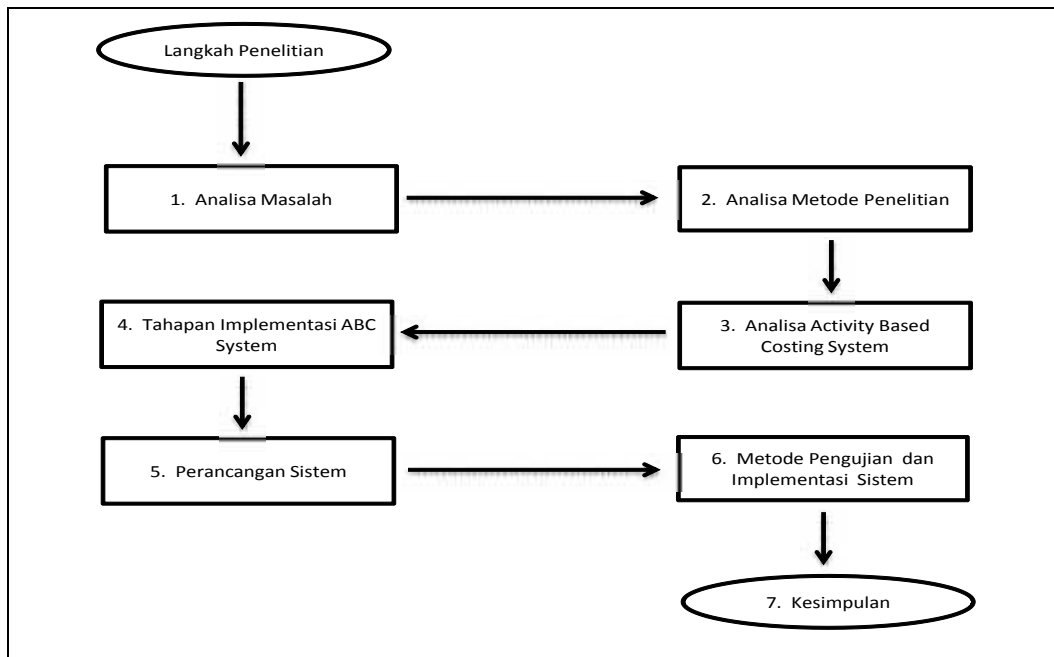 Langkah Penelitian
1. Analisa Masalah
2. Analisa Metode Penelitian
3. Analisa Activity Based
Costing System
4. Tahapan Implementasi ABC
System
5. Perancangan Sistem
6. Metode Pengujian dan
Implementasi Sistem
7. Kesimpulan